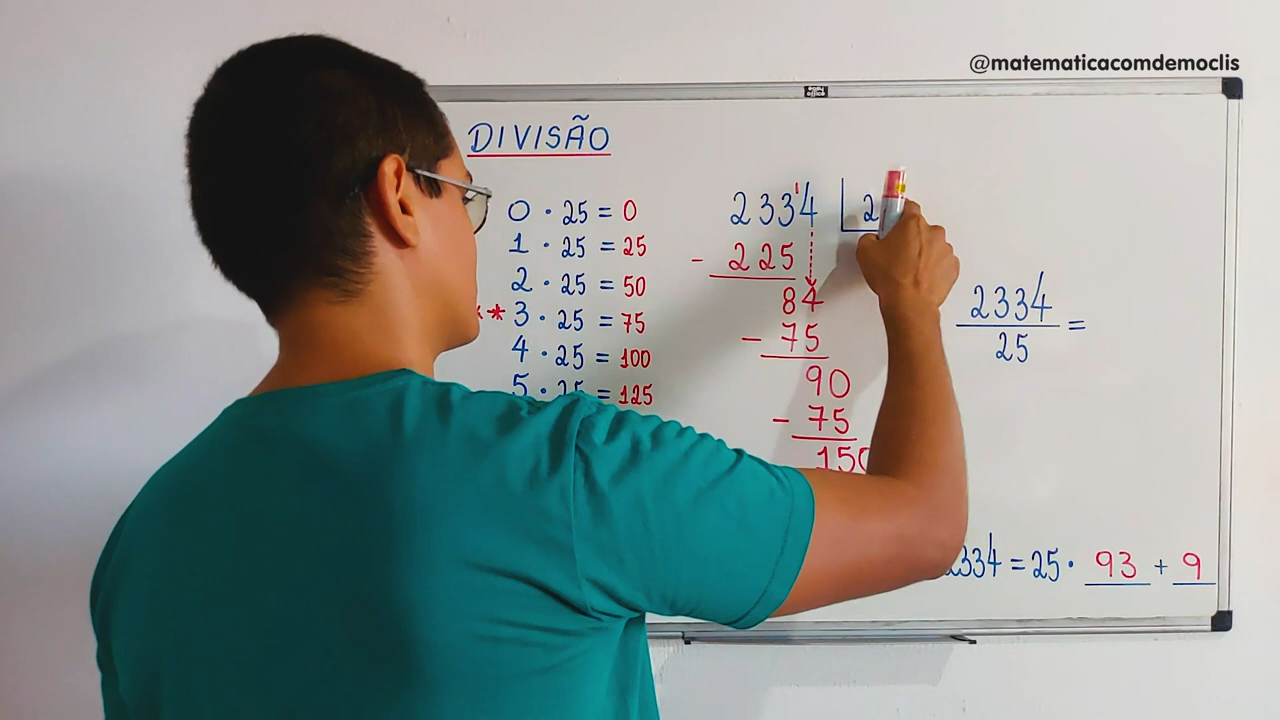 @matematicacomdemoclis
DIVISÃO
0 · 25 = 0
1 · 25 = 25
2 · 25 = 50
** 3 · 25 = 75
4 · 25 = 100
5 · 25 = 125
2334
- 225
84
- 75
90
- 75
150
2334
25
=
2334 = 25 · 93 + 9